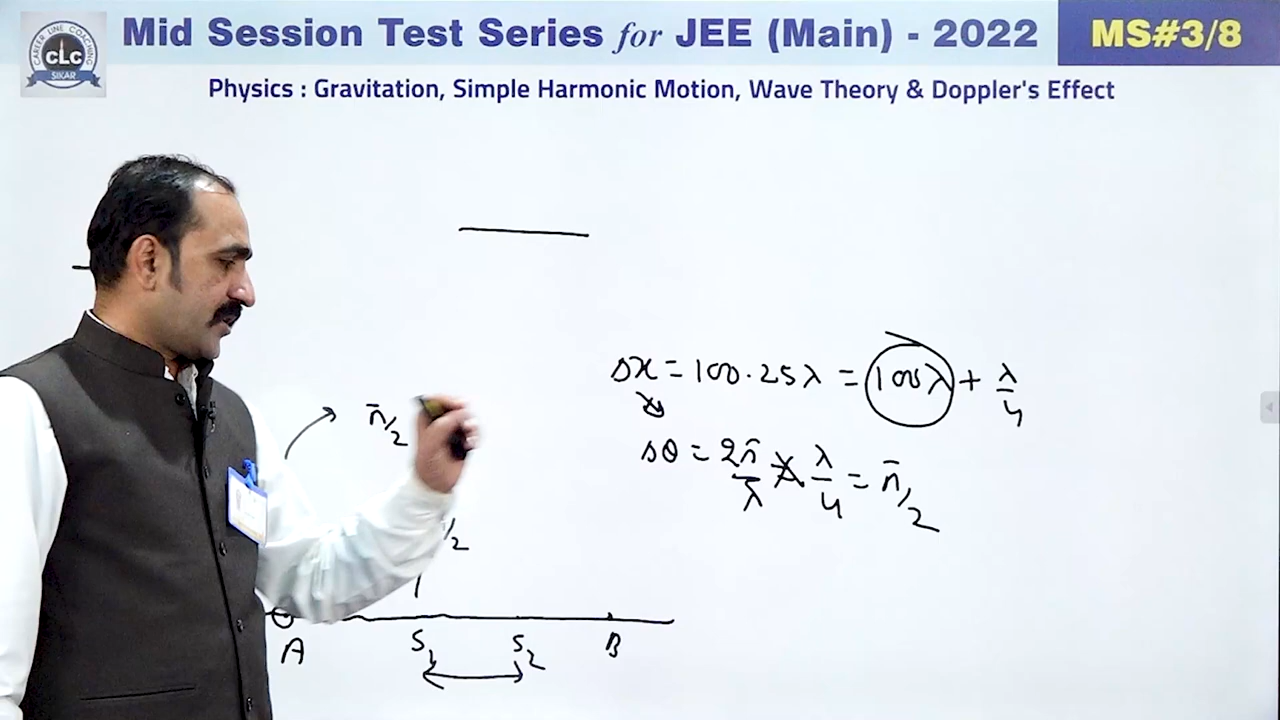 CAREER LINE COACHING
CLC
SIKAR
Mid Session Test Series for JEE (Main) - 2022
MS#3/8
Physics : Gravitation, Simple Harmonic Motion, Wave Theory & Doppler's Effect
Δx = 100.25λ = 100λ + λ/4
Δθ = 2π/λ × λ/4 = π/2
π/2
/2
A S₁ S₂ B